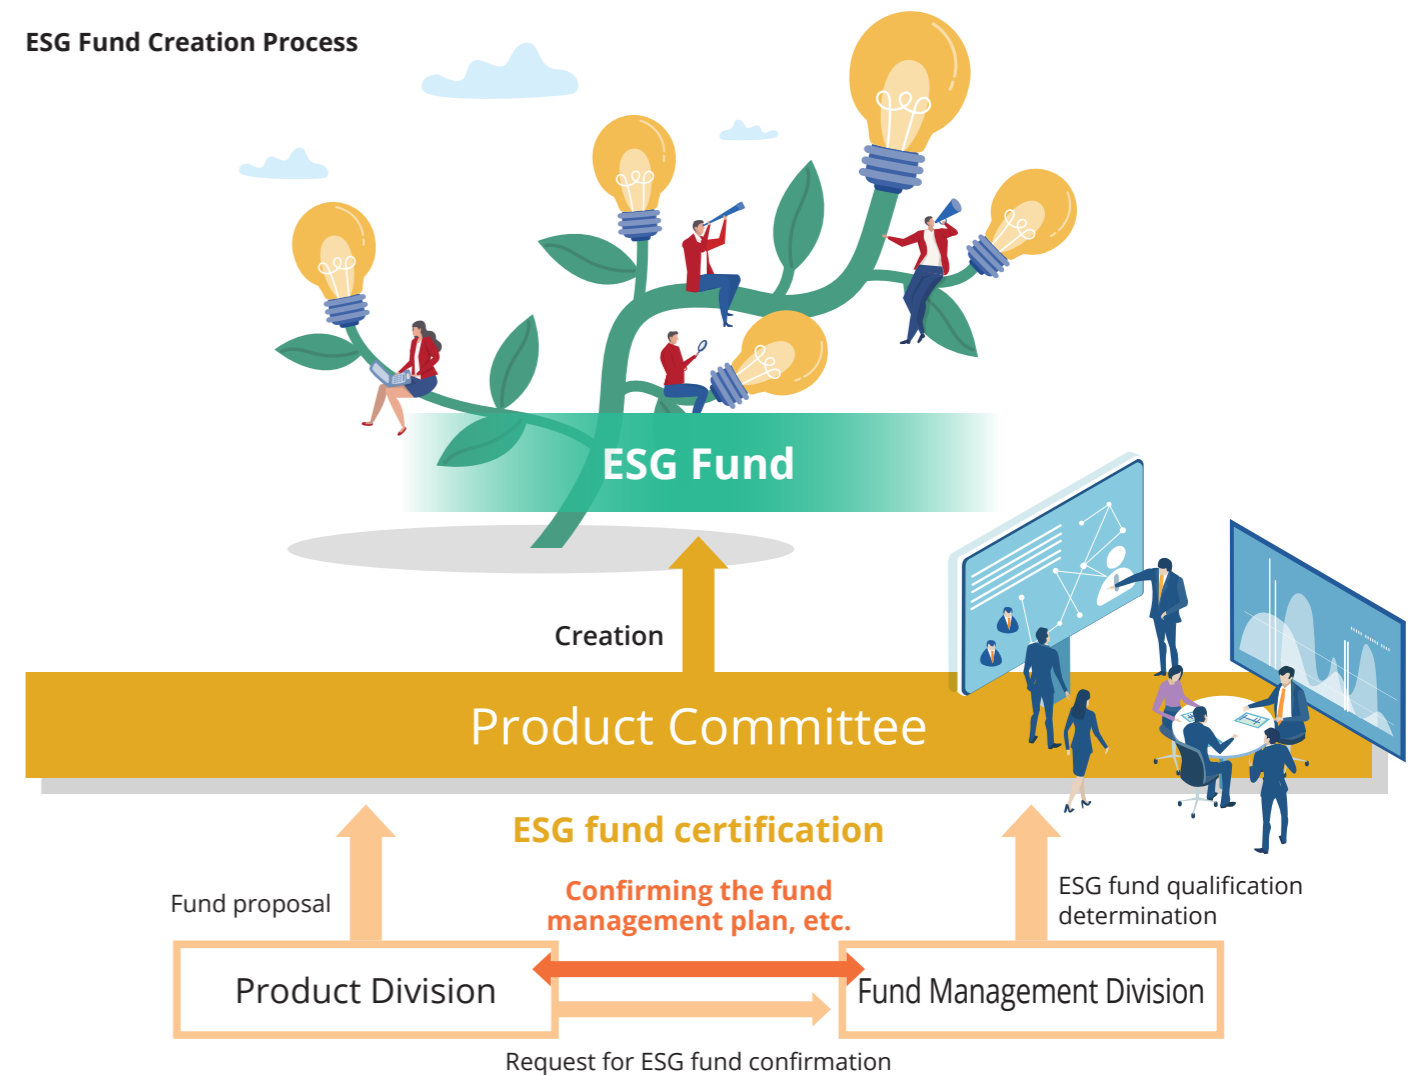 ESG Fund Creation Process
ESG Fund
Creation
Product Committee
ESG fund certification
Confirming the fund
management plan, etc.
Fund proposal
ESG fund qualification
determination
Product Division
Fund Management Division
Request for ESG fund confirmation